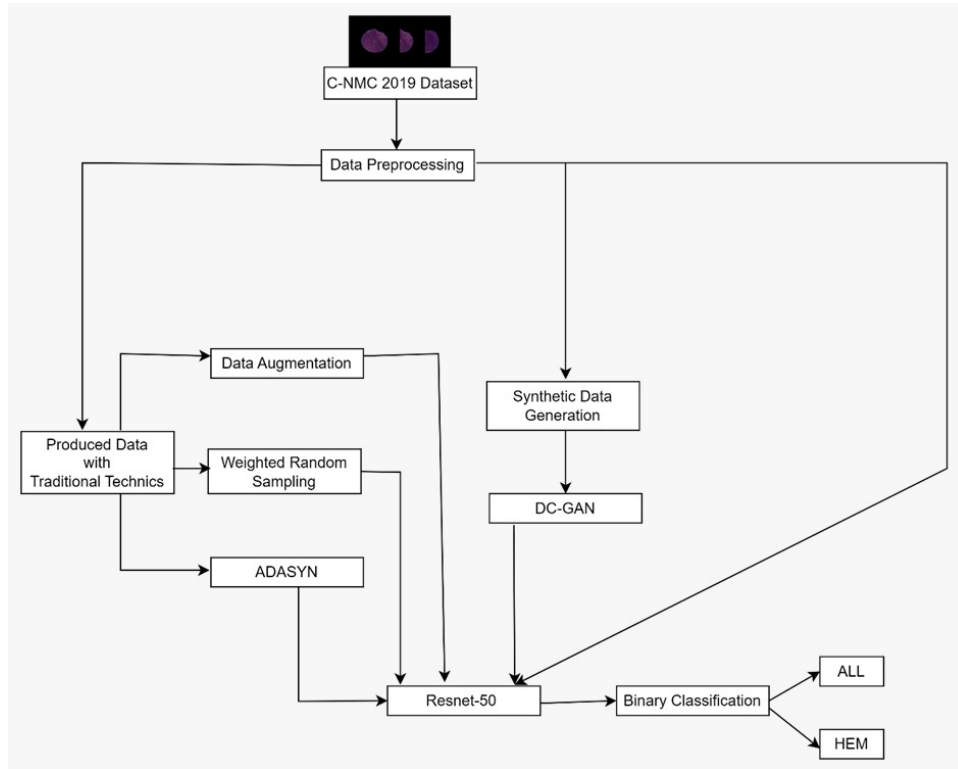 C-NMC 2019 Dataset
Data Preprocessing
Data Augmentation
Synthetic Data
Generation
Produced Data
with
Traditional Technics
Weighted Random
Sampling
DC-GAN
ADASYN
Resnet-50
Binary Classification
ALL
HEM